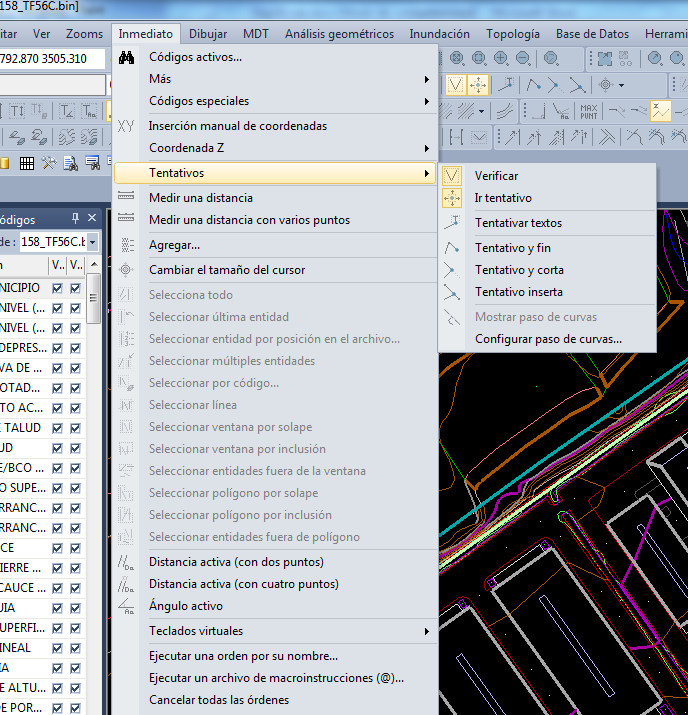 158_TF56C.bin]
itar Ver Zooms Inmediato Dibujar MDT Análisis geométricos Inundación Topología Base de Datos Herrami
792.870 3505.310
Códigos activos...
Más
Códigos especiales
XY Inserción manual de coordenadas
Coordenada Z
Tentativos
Medir una distancia
Medir una distancia con varios puntos
Agregar...
Cambiar el tamaño del cursor
Selecciona todo
Seleccionar última entidad
Seleccionar entidad por posición en el archivo...
Seleccionar múltiples entidades
Seleccionar por código...
Seleccionar línea
Seleccionar ventana por solape
Seleccionar ventana por inclusión
Seleccionar entidades fuera de la ventana
Seleccionar polígono por solape
Seleccionar polígono por inclusión
Seleccionar entidades fuera de polígono
Distancia activa (con dos puntos)
Distancia activa (con cuatro puntos)
Ángulo activo
Teclados virtuales
Ejecutar una orden por su nombre...
Ejecutar un archivo de macroinstrucciones (@)...
Cancelar todas las órdenes
Verificar
Ir tentativo
Tentativar textos
Tentativo y fin
Tentativo y corta
Tentativo inserta
Mostrar paso de curvas
Configurar paso de curvas...
MAX
PUNT
ódigos
de : 158_TF56C.b
n V.. V..
NICIPIO
NIVEL (...
NIVEL (...
DEPRES...
VA DE ...
OTAD...
TO AC...
E TALUD
UD
E/BCO ...
O SUPE...
RRANC...
RRANC...
CE
IERRE ...
CAUCE ...
UIA
SUPERFI...
INEAL
IA
E ALTU...
DE POR...